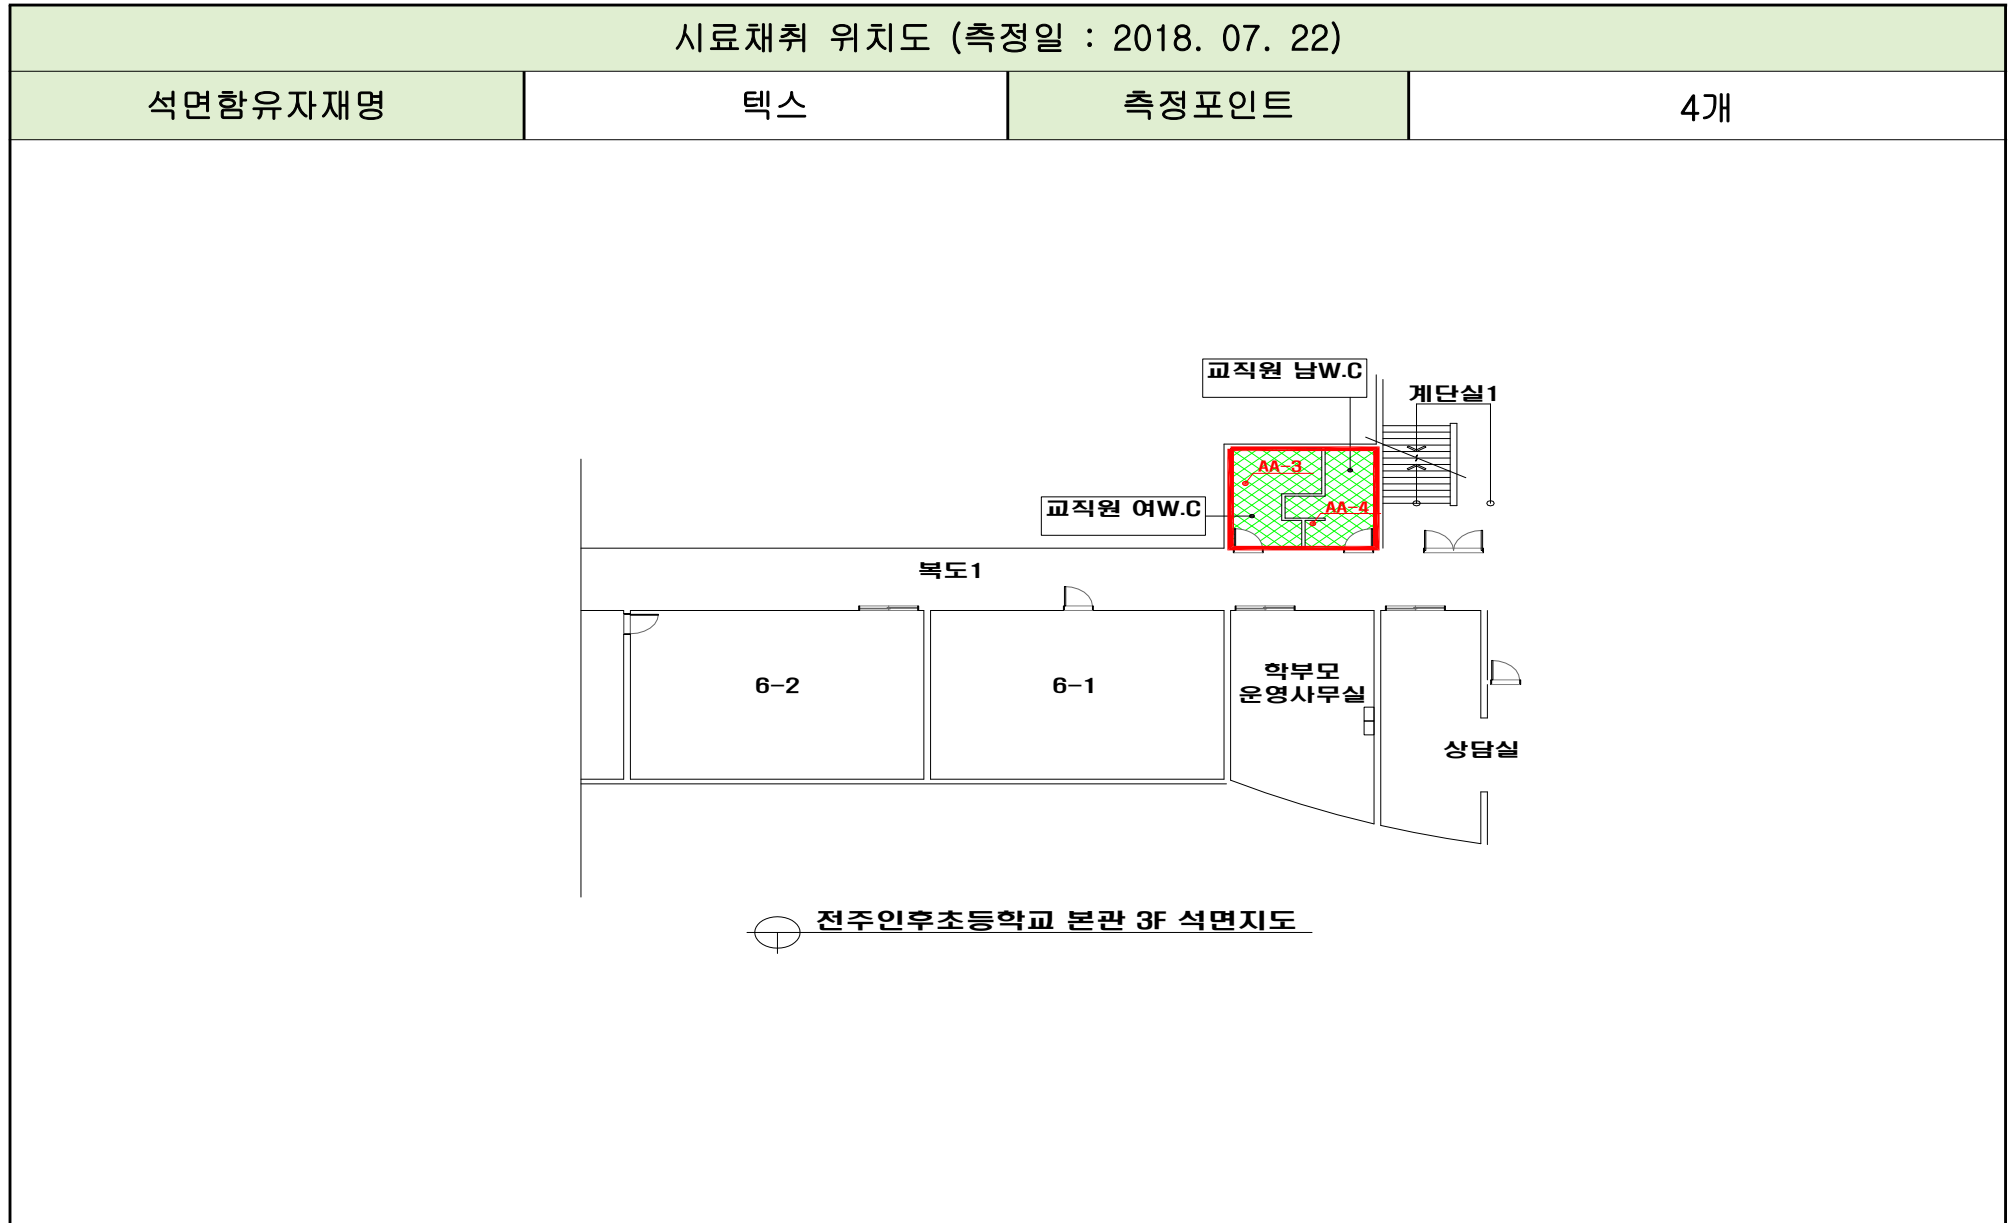 시료채취 위치도 (측정일 : 2018. 07. 22)
석면함유자재명
텍스
측정포인트
4개
교직원 남W.C
계단실1
AA-3
교직원 여W.C
AA-4
복도1
6-2
6-1
학부모
운영사무실
상담실
전주인후초등학교 본관 3F 석면지도